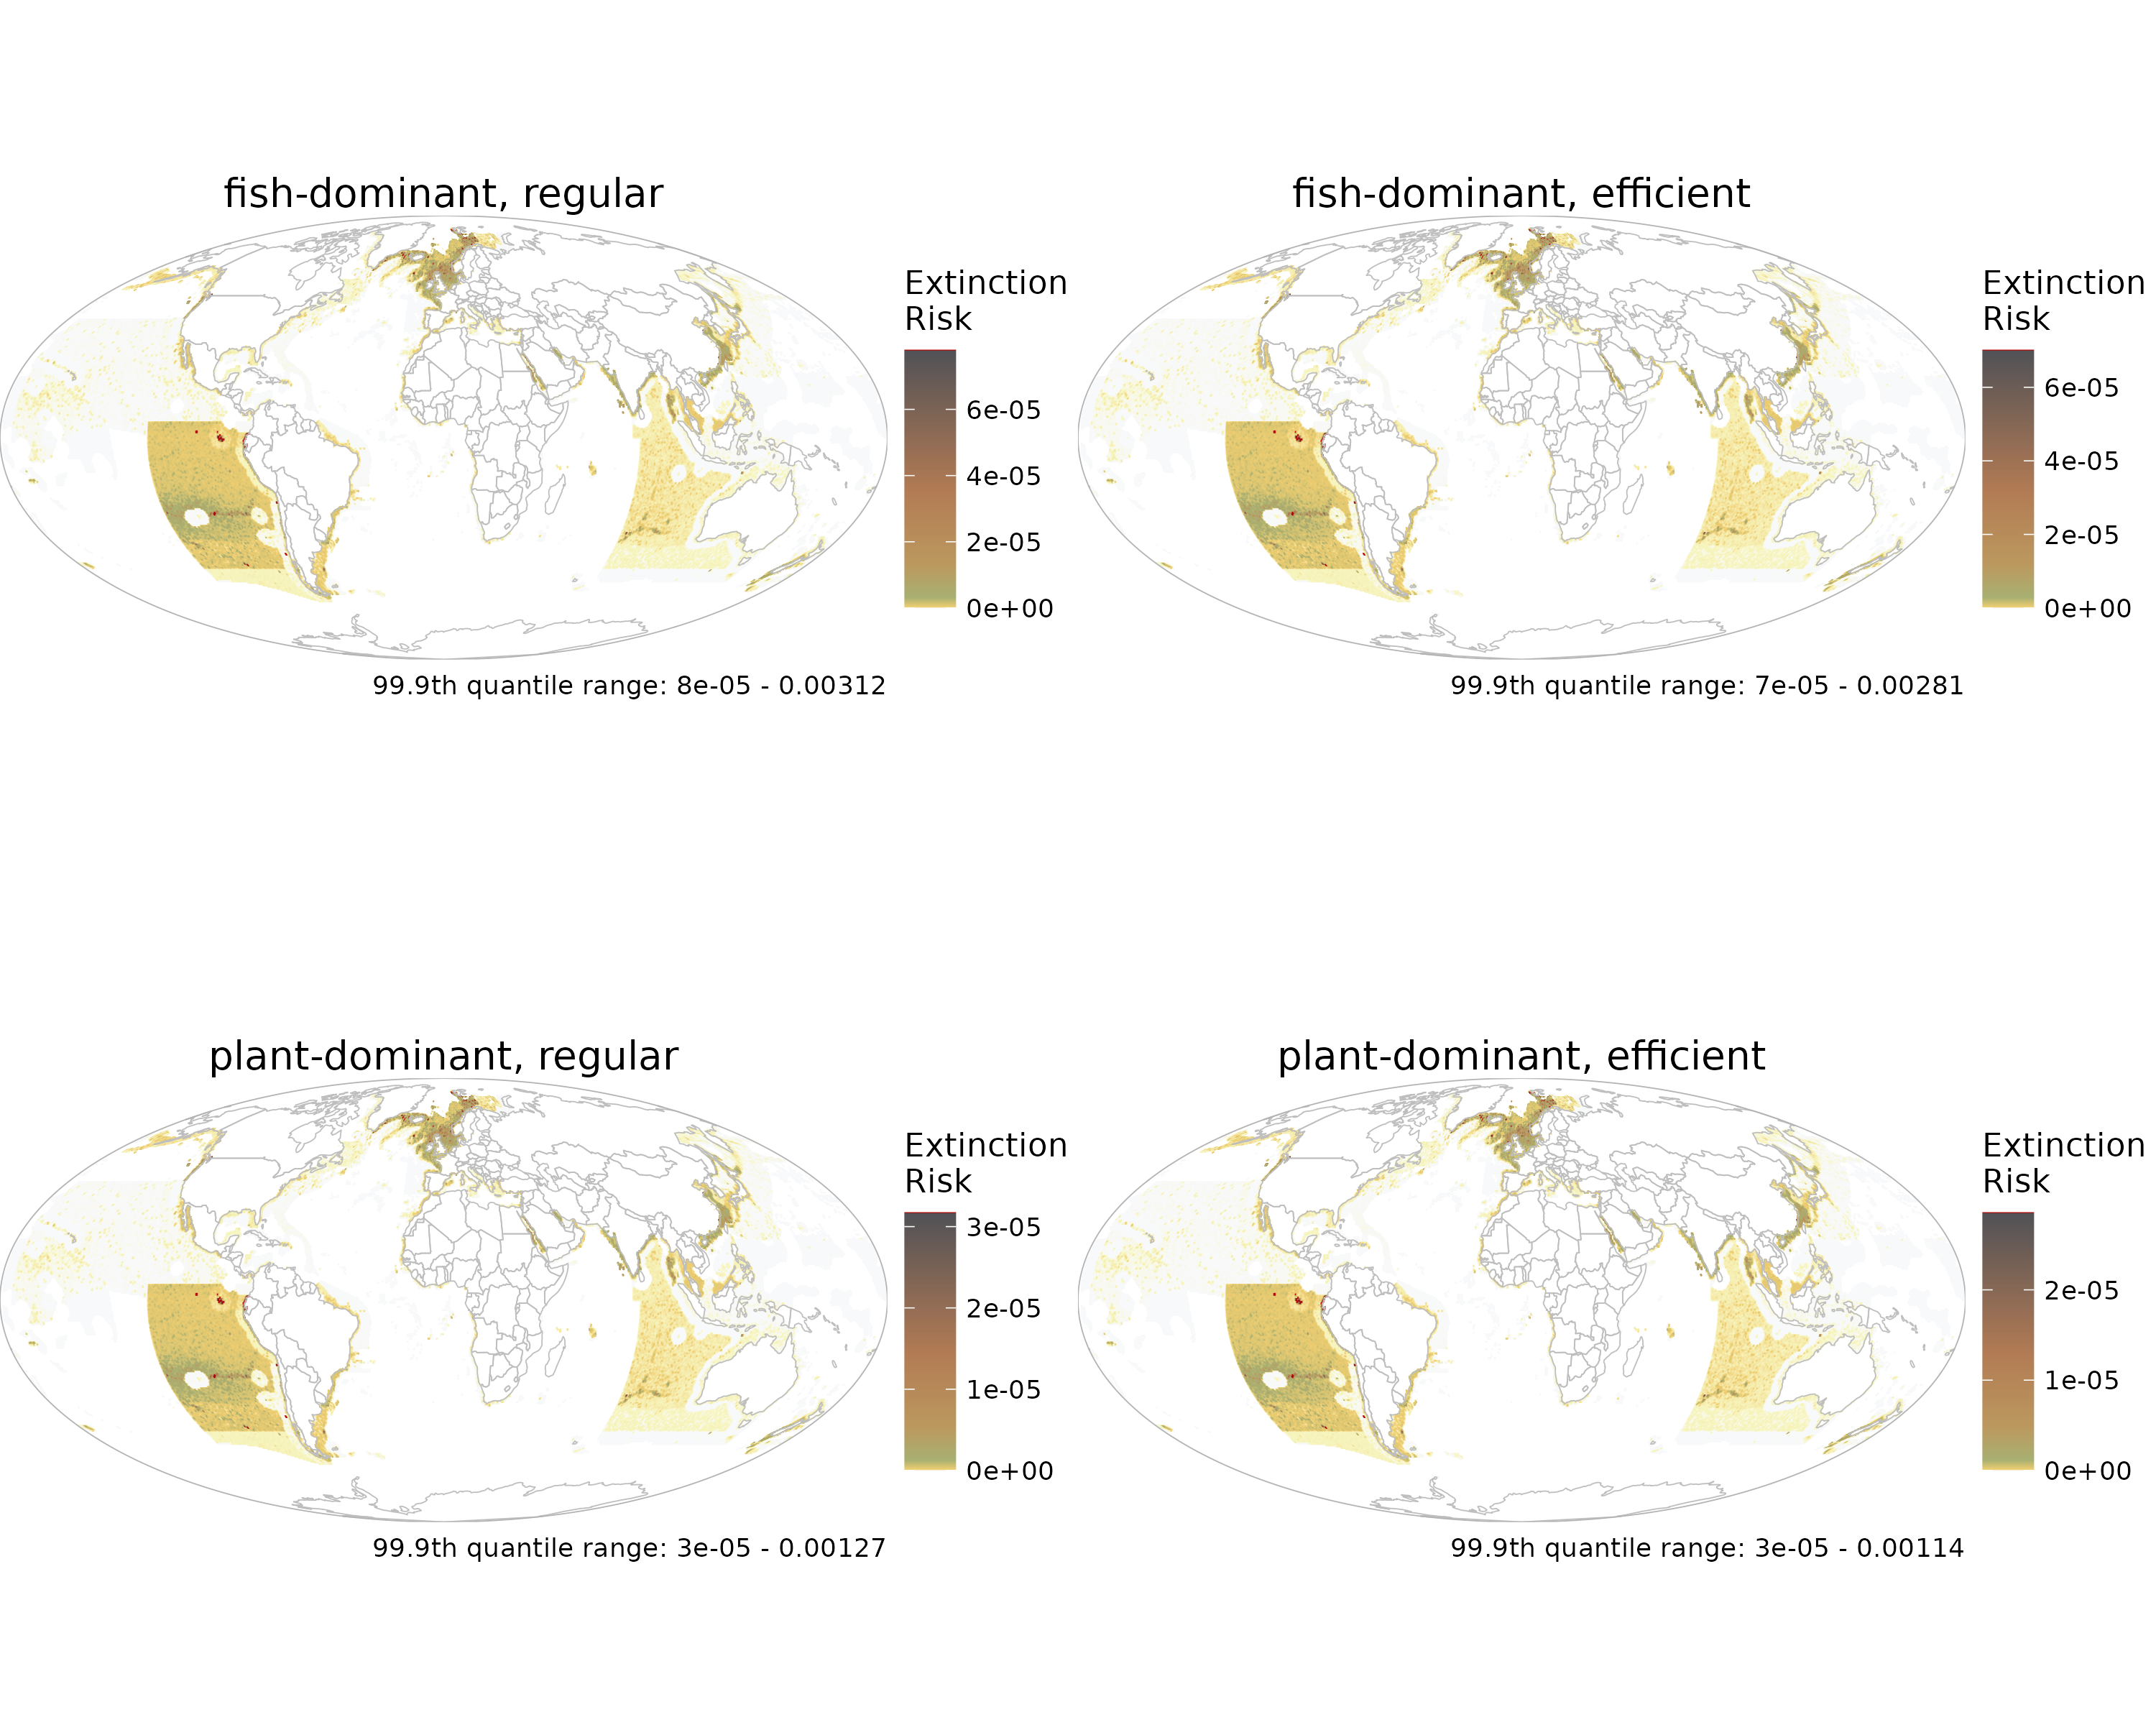 fish-dominant, regular
Extinction
Risk
6e-05
4e-05
2e-05
0e+00
99.9th quantile range: 8e-05 - 0.00312
fish-dominant, efficient
Extinction
Risk
6e-05
4e-05
2e-05
0e+00
99.9th quantile range: 7e-05 - 0.00281
plant-dominant, regular
Extinction
Risk
3e-05
2e-05
1e-05
0e+00
99.9th quantile range: 3e-05 - 0.00127
plant-dominant, efficient
Extinction
Risk
2e-05
1e-05
0e+00
99.9th quantile range: 3e-05 - 0.00114